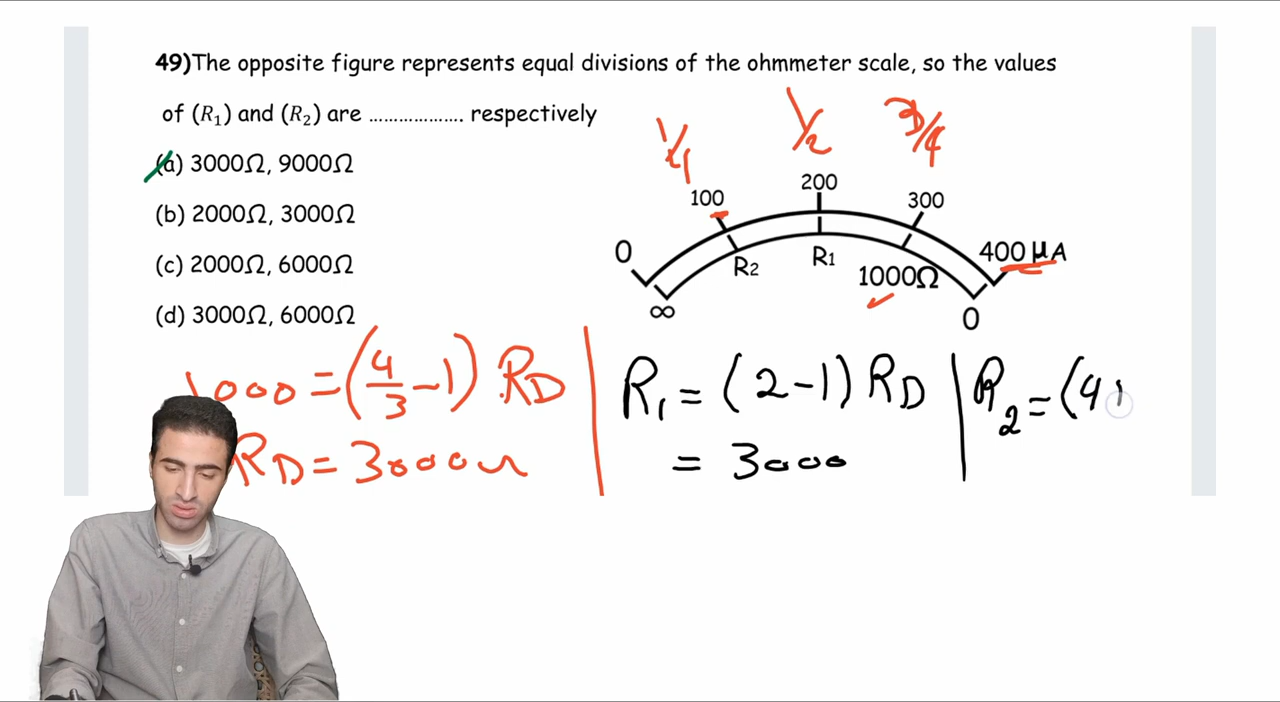 49)The opposite figure represents equal divisions of the ohmmeter scale, so the values
of (R₁) and (R₂) are ................... respectively
(a) 3000Ω, 9000Ω
(b) 2000Ω, 3000Ω
(c) 2000Ω, 6000Ω
(d) 3000Ω, 6000Ω
1/4 1/2 3/4
0 100 200 300 400 μA
∞ R₂ R₁ 1000Ω 0
1000 = (4/3 - 1) RD
RD = 3000Ω
R₁ = (2-1) RD
= 3000
R₂ = (4